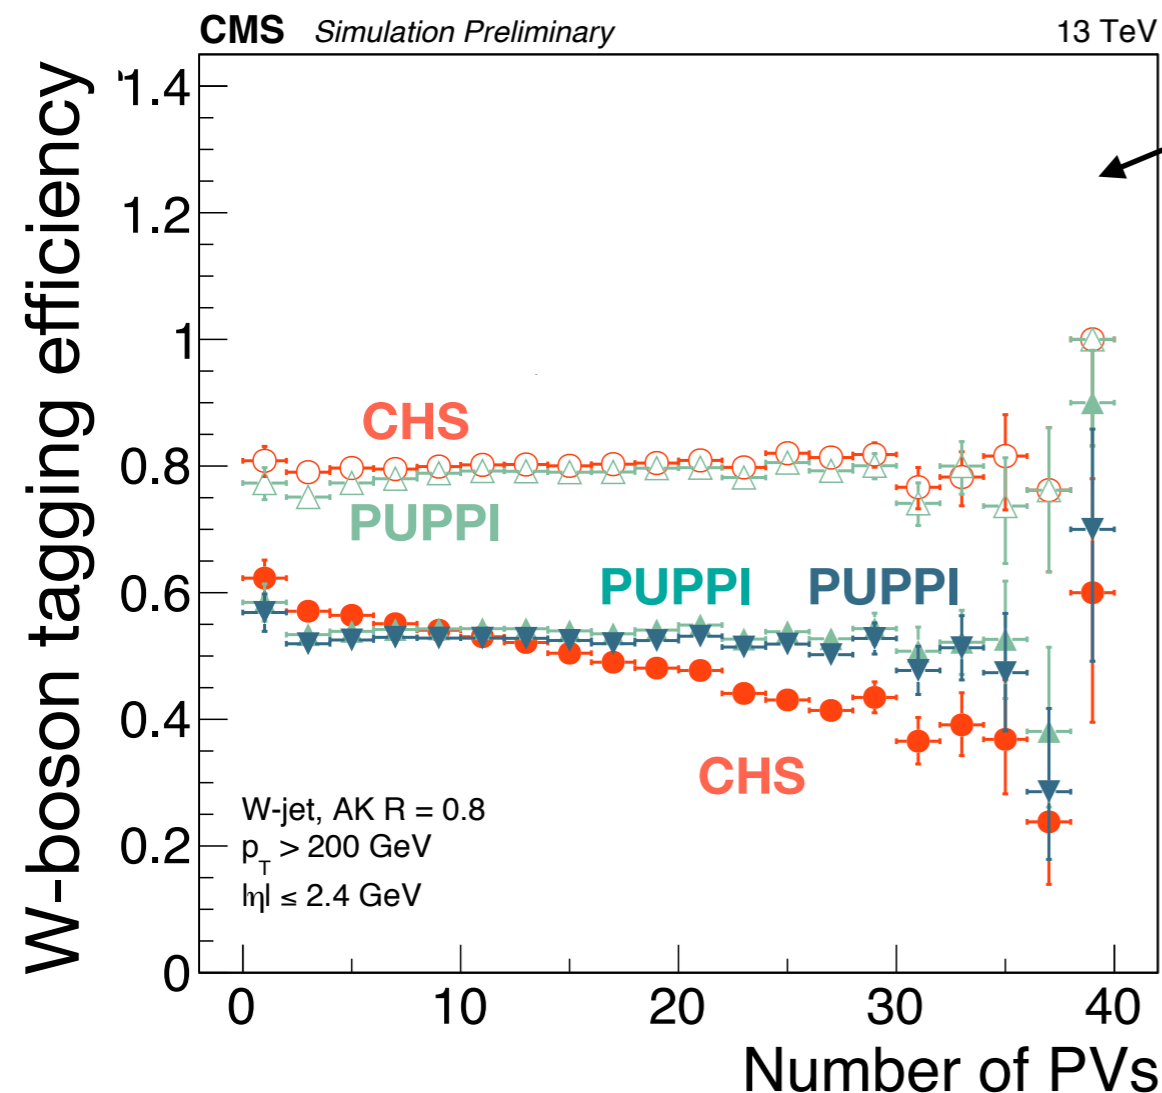 CMS Simulation Preliminary 13 TeV
W-boson tagging efficiency
1.4
1.2
1
0.8
0.6
0.4
0.2
0
CHS
PUPPI
PUPPI PUPPI
CHS
W-jet, AK R = 0.8
pT > 200 GeV
|η| ≤ 2.4 GeV
0 10 20 30 40
Number of PVs